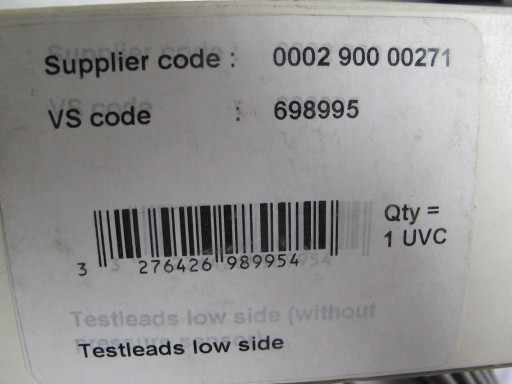 Supplier code : 0002 900 00271
VS code : 698995
Qty =
1 UVC
3 276426 989954
Testleads low side (without
Testleads low side